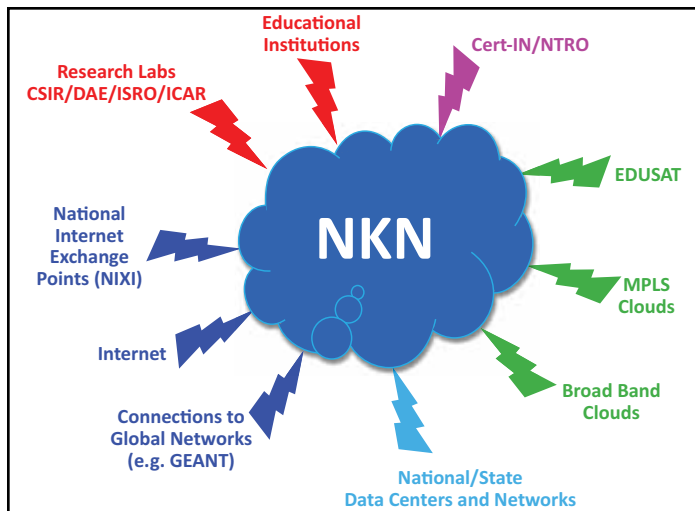 Educational
Institutions
Cert-IN/NTRO
Research Labs
CSIR/DAE/ISRO/ICAR
EDUSAT
National
Internet
Exchange
Points (NIXI)
NKN
MPLS
Clouds
Internet
Broad Band
Clouds
Connections to
Global Networks
(e.g. GEANT)
National/State
Data Centers and Networks